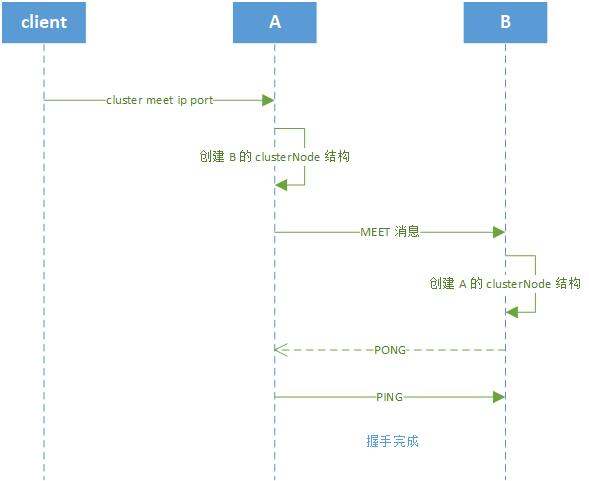 client
A
B
cluster meet ip port
创建 B 的 clusterNode 结构
MEET 消息
创建 A 的 clusterNode 结构
PONG
PING
握手完成